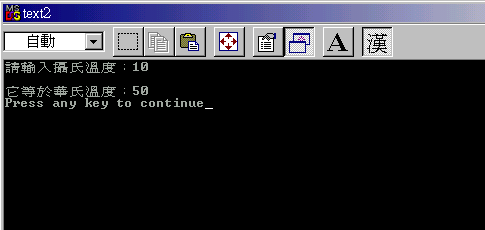 text2
自動
A 漢
請輸入攝氏溫度：10
它等於華氏溫度：50
Press any key to continue_